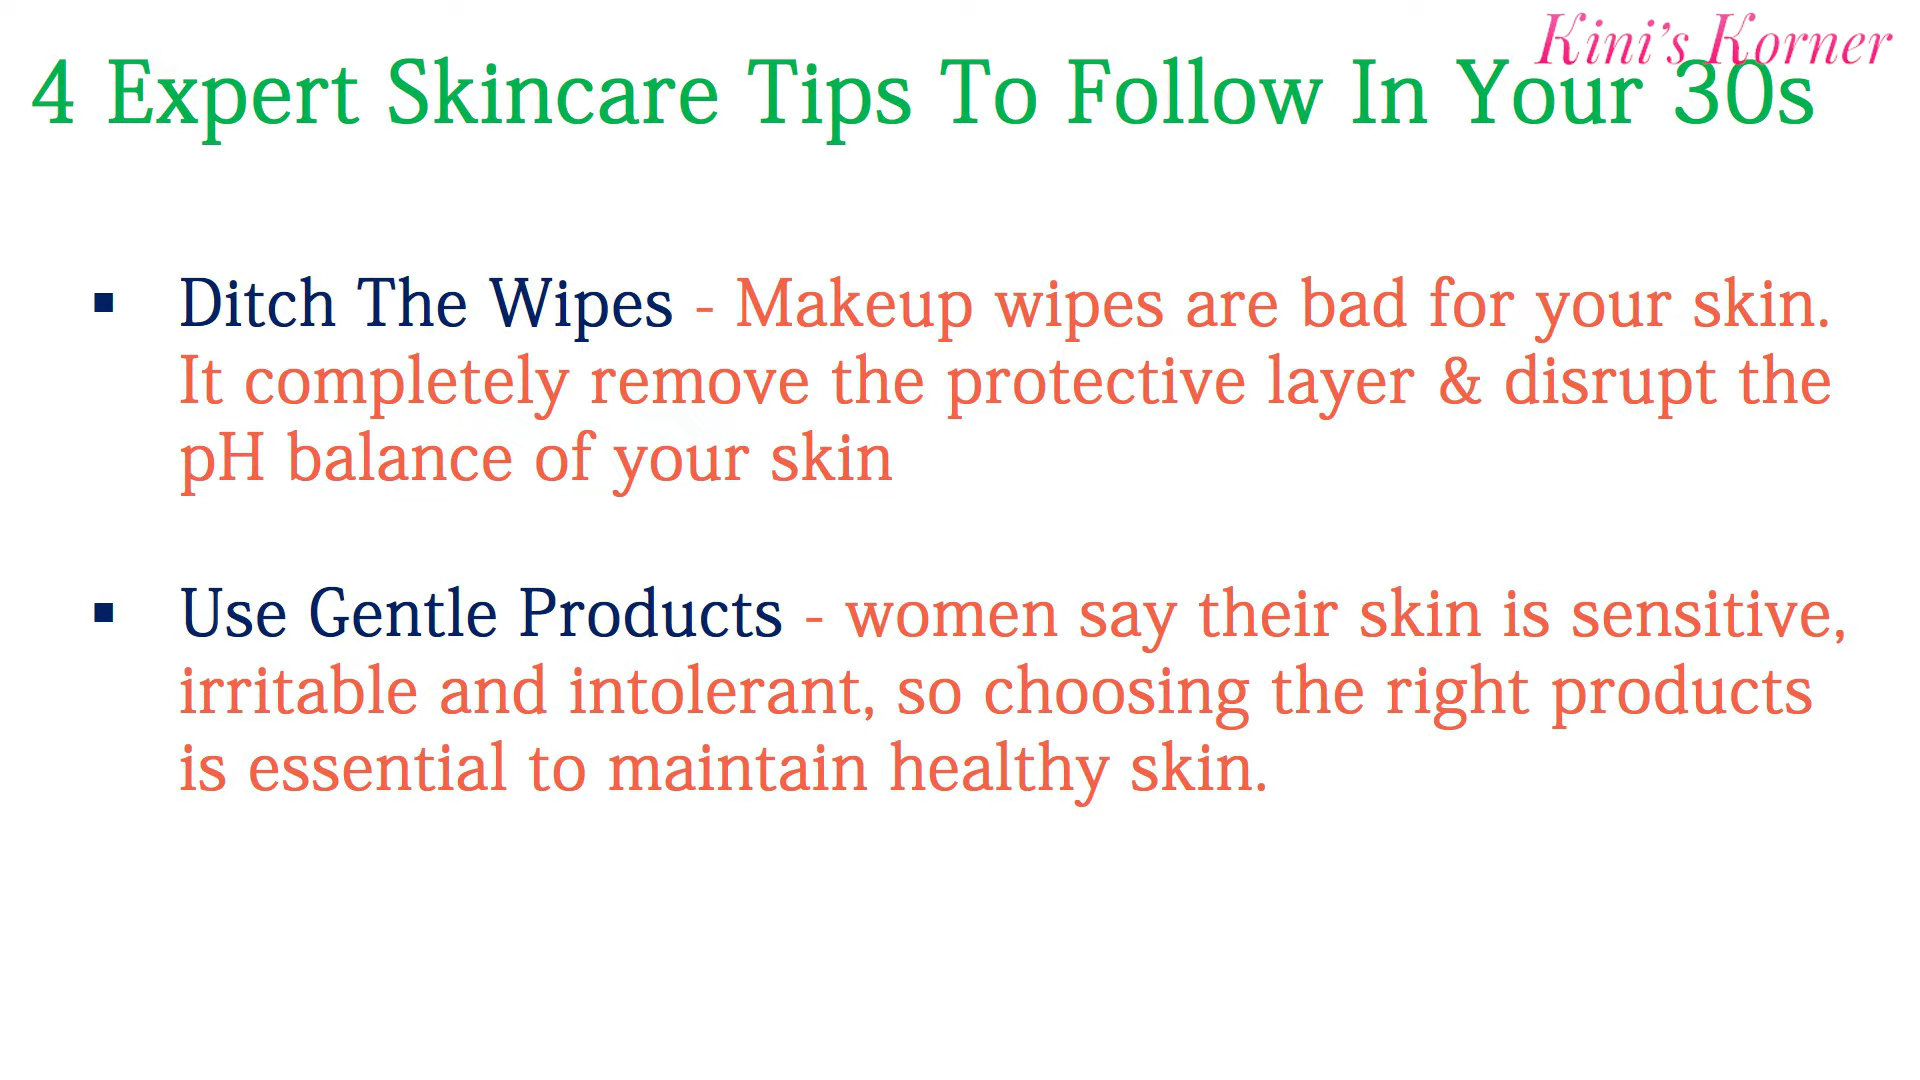 Kini's Korner
4 Expert Skincare Tips To Follow In Your 30s
▪ Ditch The Wipes - Makeup wipes are bad for your skin.
It completely remove the protective layer & disrupt the
pH balance of your skin
▪ Use Gentle Products - women say their skin is sensitive,
irritable and intolerant, so choosing the right products
is essential to maintain healthy skin.